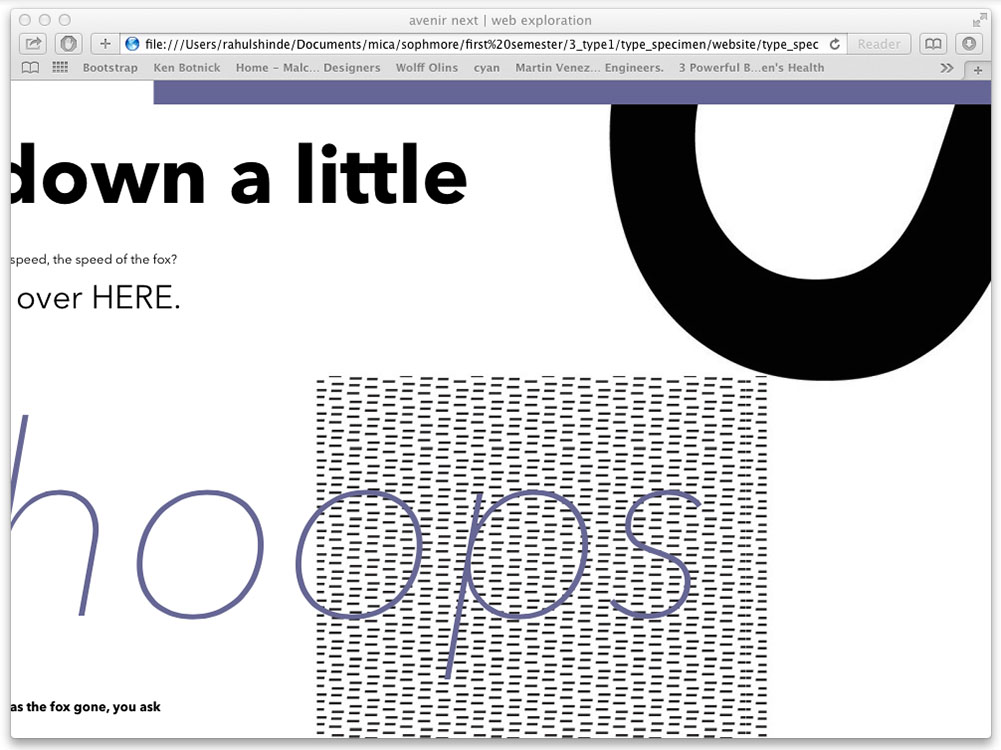 avenir next | web exploration
file:///Users/rahulshinde/Documents/mica/sophmore/first%20semester/3_type1/type_specimen/website/type_spec
Reader
Bootstrap Ken Botnick Home – Malc... Designers Wolff Olins cyan Martin Venez... Engineers. 3 Powerful B...en's Health
down a little
speed, the speed of the fox?
over HERE.
hoops
as the fox gone, you ask